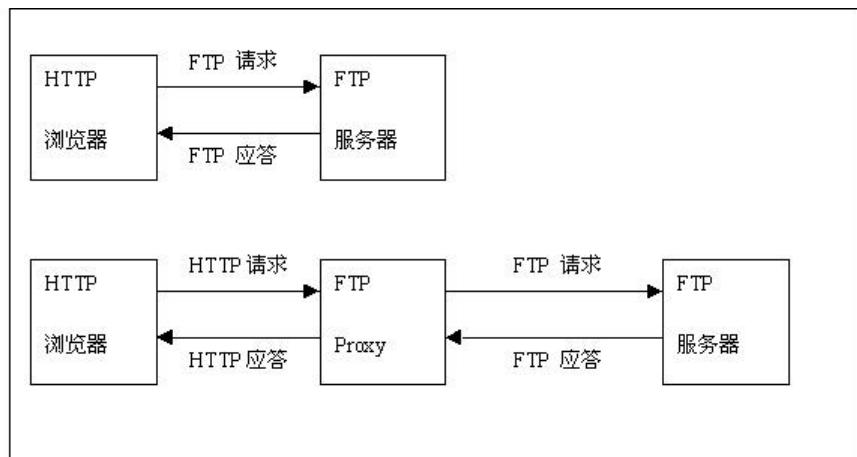 FTP 请求
HTTP
浏览器
FTP
服务器
FTP 应答
HTTP 请求
FTP 请求
HTTP
浏览器
FTP
Proxy
FTP
服务器
HTTP 应答
FTP 应答